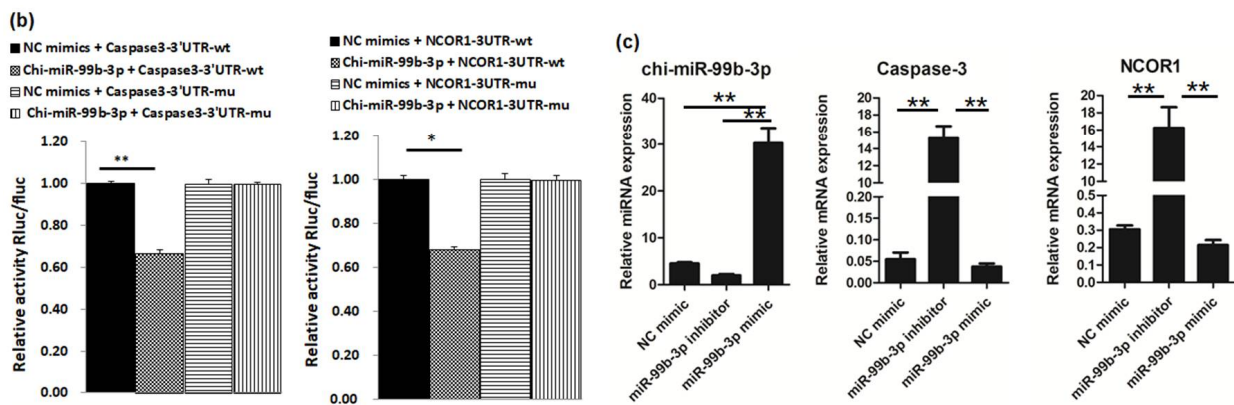 (b)
NC mimics + Caspase3-3'UTR-wt
Chi-miR-99b-3p + Caspase3-3'UTR-wt
NC mimics + Caspase3-3'UTR-mu
Chi-miR-99b-3p + Caspase3-3'UTR-mu
Relative activity Rluc/fluc
1.20
1.00
0.80
0.60
0.40
0.20
0.00
**
NC mimics + NCOR1-3UTR-wt
Chi-miR-99b-3p + NCOR1-3UTR-wt
NC mimics + NCOR1-3UTR-mu
Chi-miR-99b-3p + NCOR1-3UTR-mu
Relative activity Rluc/fluc
1.20
1.00
0.80
0.60
0.40
0.20
0.00
*
(c)
chi-miR-99b-3p
Relative miRNA expression
40
30
20
10
0
**
**
NC mimic
miR-99b-3p inhibitor
miR-99b-3p mimic
Caspase-3
Relative mRNA expression
20
18
16
14
12
10
0.20
0.15
0.10
0.05
0.00
** **
NC mimic
miR-99b-3p inhibitor
miR-99b-3p mimic
NCOR1
Relative mRNA expression
20
18
16
14
12
10
0.6
0.5
0.4
0.3
0.2
0.1
0.0
** **
NC mimic
miR-99b-3p inhibitor
miR-99b-3p mimic